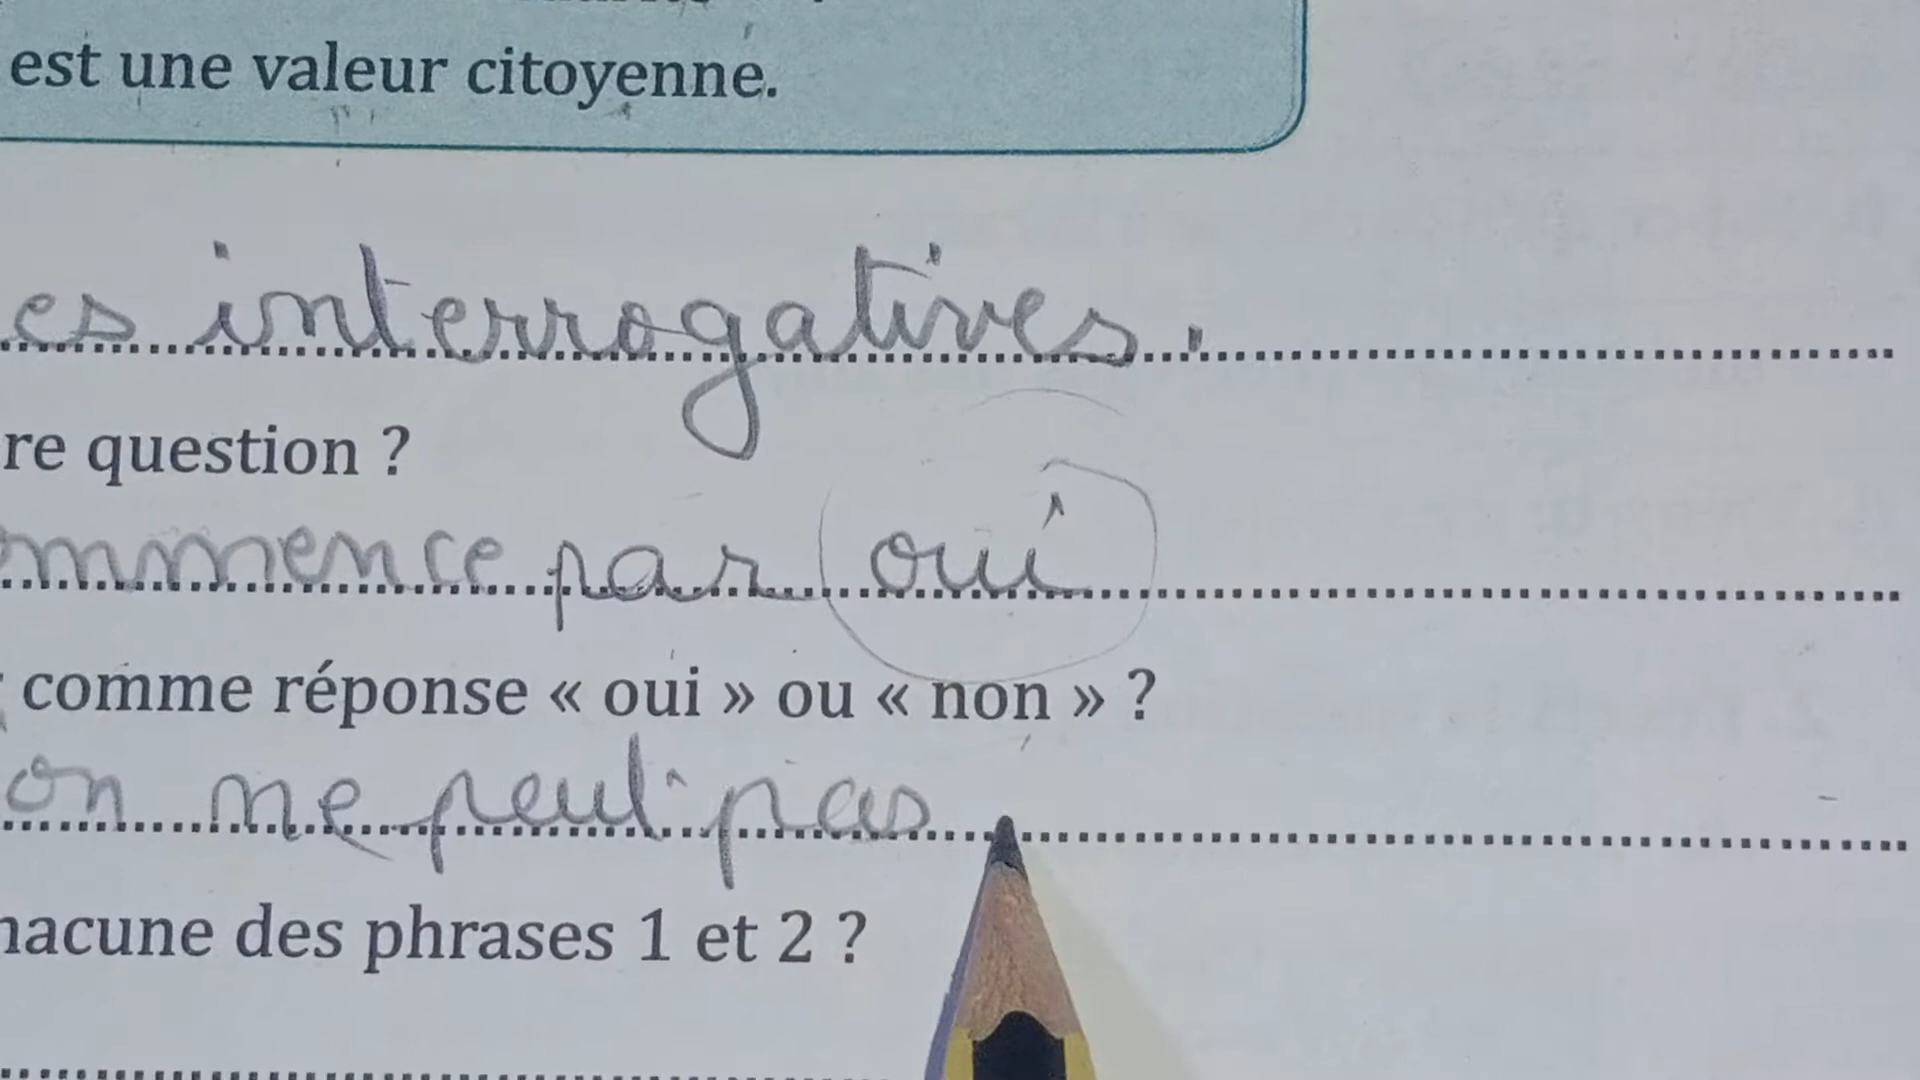 est une valeur citoyenne.
es interrogatives.
re question ?
mmence par oui
comme réponse « oui » ou « non » ?
on ne peut pas
hacune des phrases 1 et 2 ?